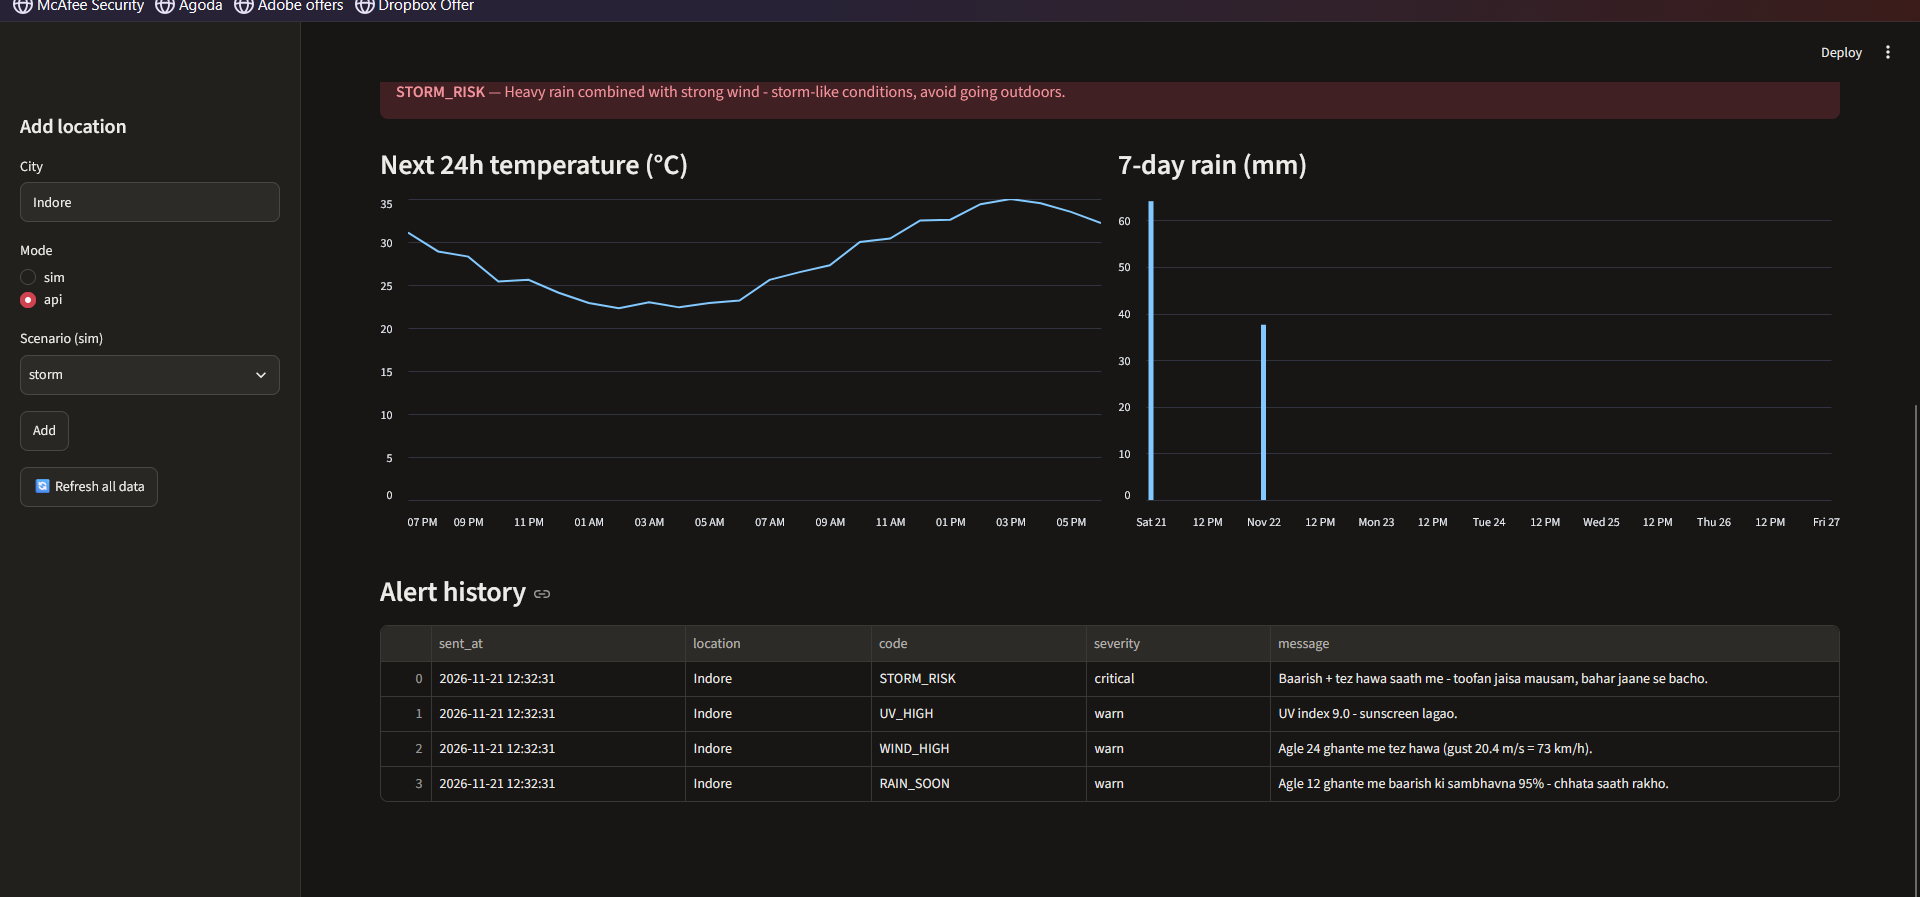 McAfee Security Agoda Adobe offers Dropbox Offer
Deploy
Add location
City
Indore
Mode
sim
api
Scenario (sim)
storm
Add
Refresh all data
STORM_RISK — Heavy rain combined with strong wind - storm-like conditions, avoid going outdoors.
Next 24h temperature (°C)
35
30
25
20
15
10
5
0
07 PM 09 PM 11 PM 01 AM 03 AM 05 AM 07 AM 09 AM 11 AM 01 PM 03 PM 05 PM
7-day rain (mm)
60
50
40
30
20
10
0
Sat 21 12 PM Nov 22 12 PM Mon 23 12 PM Tue 24 12 PM Wed 25 12 PM Thu 26 12 PM Fri 27
Alert history
sent_at location code severity message
0 2026-11-21 12:32:31 Indore STORM_RISK critical Baarish + tez hawa saath me - toofan jaisa mausam, bahar jaane se bacho.
1 2026-11-21 12:32:31 Indore UV_HIGH warn UV index 9.0 - sunscreen lagao.
2 2026-11-21 12:32:31 Indore WIND_HIGH warn Agle 24 ghante me tez hawa (gust 20.4 m/s = 73 km/h).
3 2026-11-21 12:32:31 Indore RAIN_SOON warn Agle 12 ghante me baarish ki sambhavna 95% - chhata saath rakho.